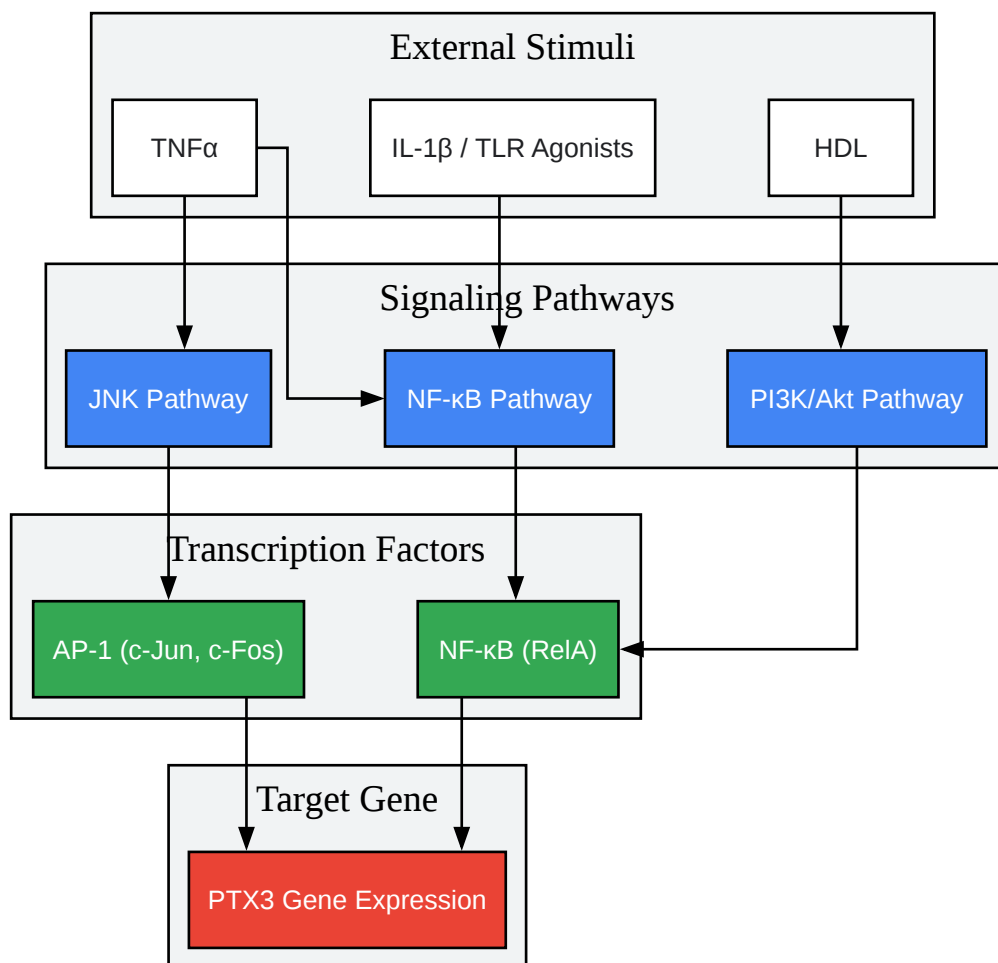 External Stimuli
TNFα
IL-1β / TLR Agonists
HDL
Signaling Pathways
JNK Pathway
NF-κB Pathway
PI3K/Akt Pathway
Transcription Factors
AP-1 (c-Jun, c-Fos)
NF-κB (RelA)
Target Gene
PTX3 Gene Expression